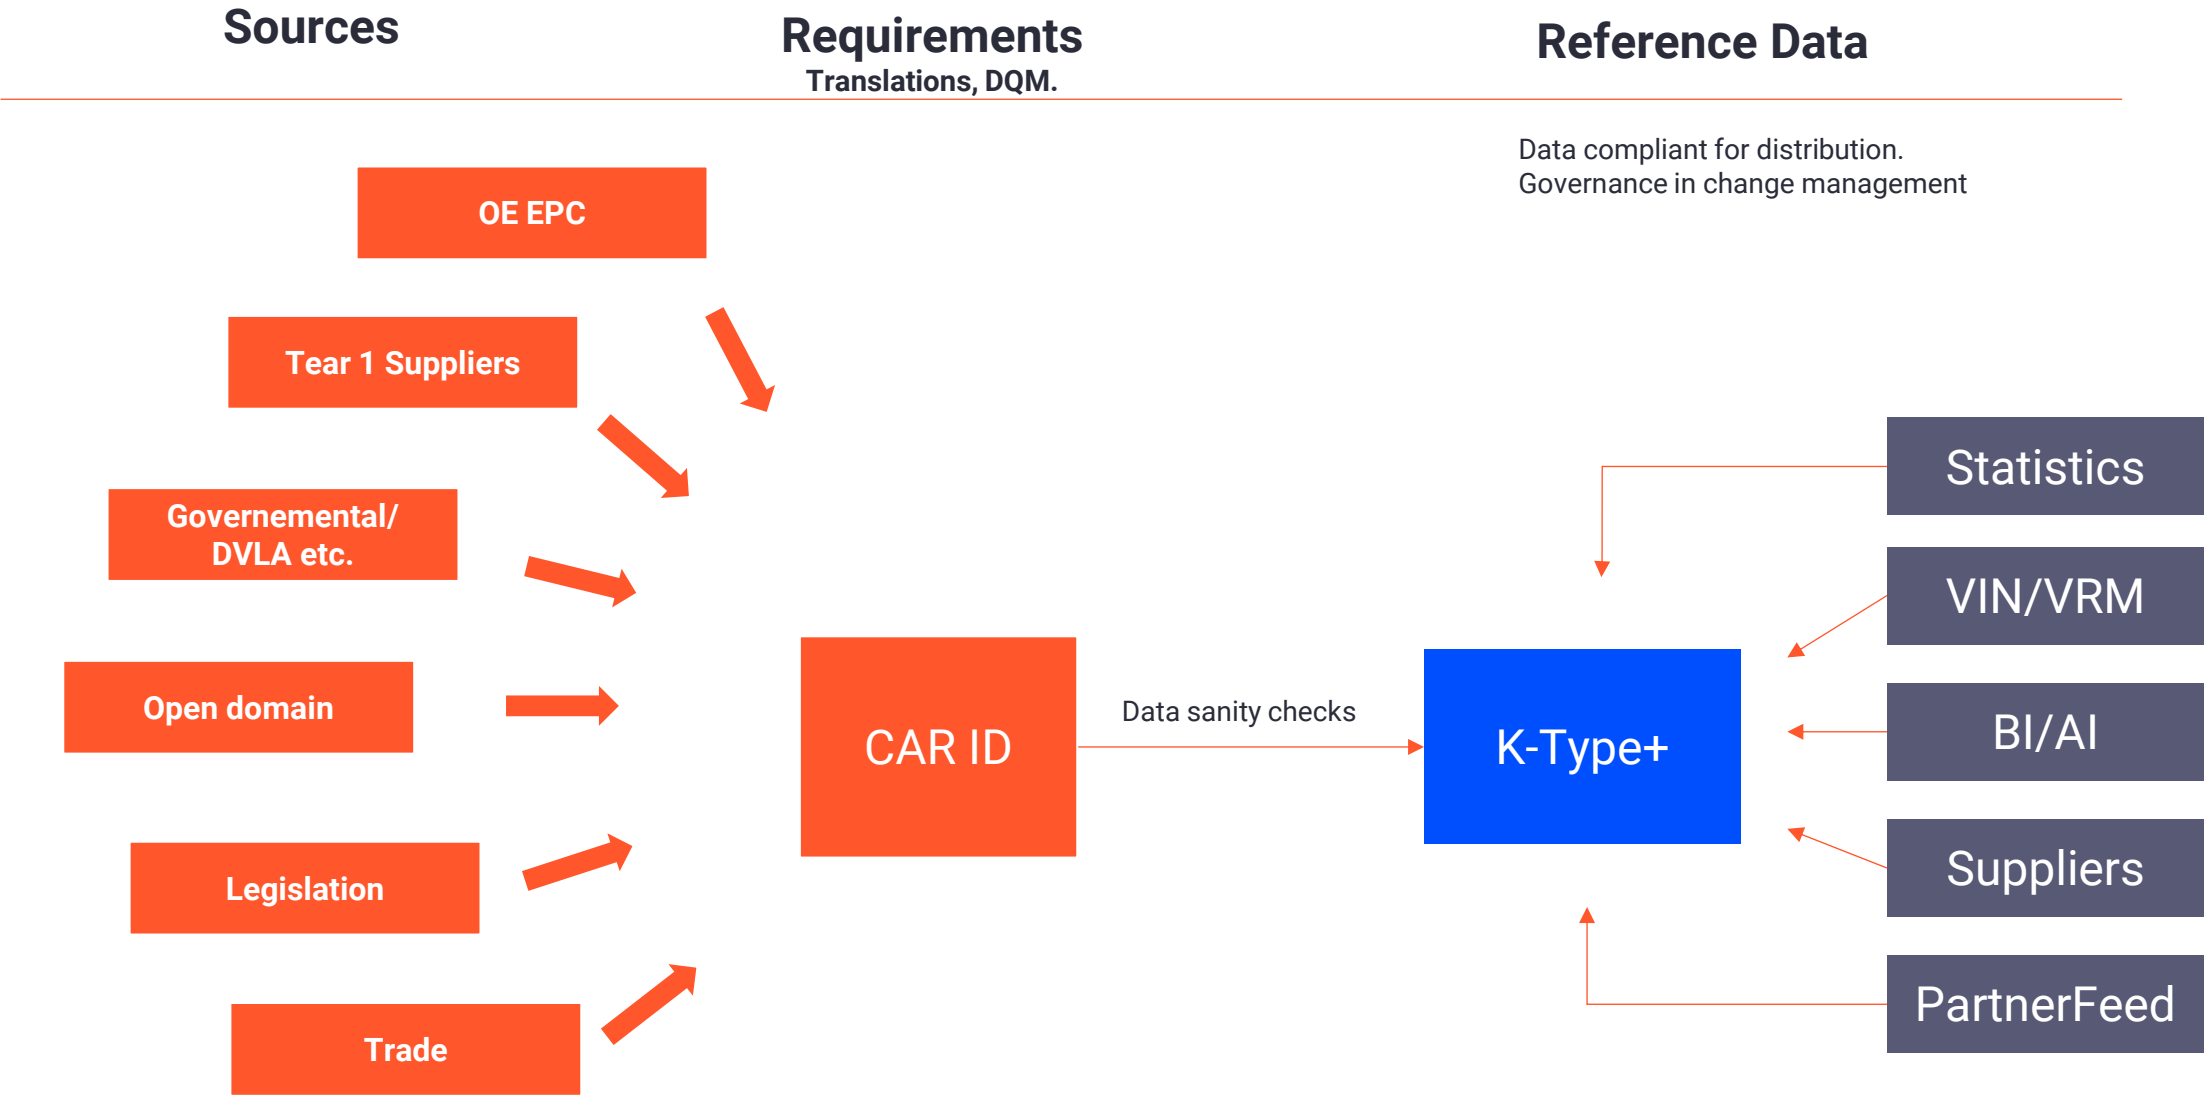 Sources
Requirements
Translations, DQM.
Reference Data
Data compliant for distribution.
Governance in change management
OE EPC
Tear 1 Suppliers
Governemental/
DVLA etc.
Open domain
Legislation
Trade
CAR ID
Data sanity checks
K-Type+
Statistics
VIN/VRM
BI/AI
Suppliers
PartnerFeed